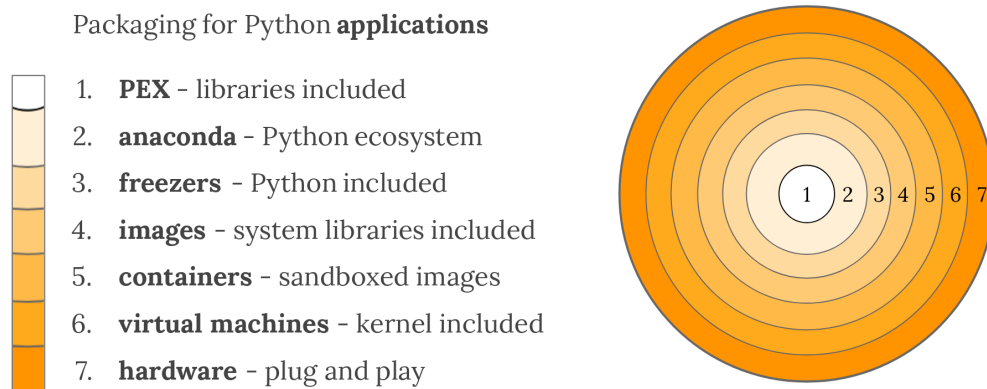 Packaging for Python applications
1. PEX - libraries included
2. anaconda - Python ecosystem
3. freezers - Python included
4. images - system libraries included
5. containers - sandboxed images
6. virtual machines - kernel included
7. hardware - plug and play
1 2 3 4 5 6 7